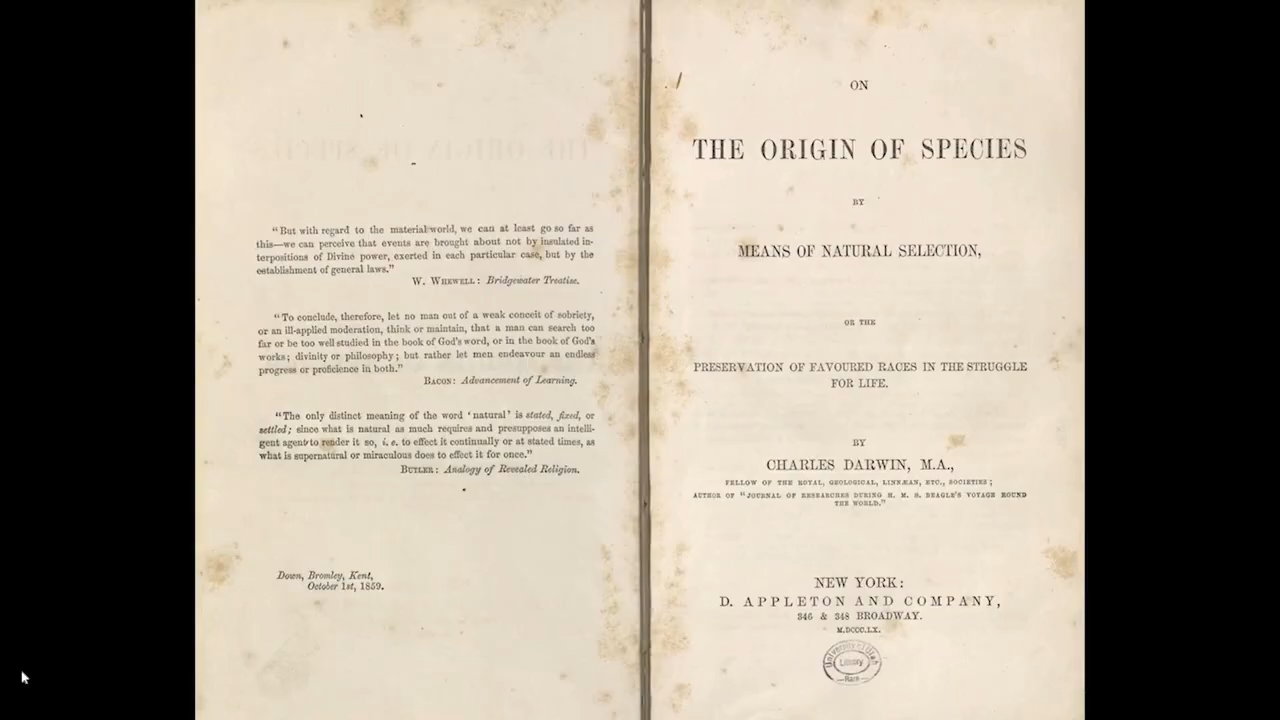 "But with regard to the material world, we can at least go so far as
this—we can perceive that events are brought about not by insulated in-
terpositions of Divine power, exerted in each particular case, but by the
establishment of general laws."
W. WHEWELL: Bridgewater Treatise.
"To conclude, therefore, let no man out of a weak conceit of sobriety,
or an ill-applied moderation, think or maintain, that a man can search too
far or be too well studied in the book of God's word, or in the book of God's
works; divinity or philosophy; but rather let men endeavour an endless
progress or proficience in both."
BACON: Advancement of Learning.
"The only distinct meaning of the word 'natural' is stated, fixed, or
settled; since what is natural as much requires and presupposes an intelli-
gent agent to render it so, i. e. to effect it continually or at stated times, as
what is supernatural or miraculous does to effect it for once."
BUTLER: Analogy of Revealed Religion.
Down, Bromley, Kent,
October 1st, 1859.
ON
THE ORIGIN OF SPECIES
BY
MEANS OF NATURAL SELECTION,
OR THE
PRESERVATION OF FAVOURED RACES IN THE STRUGGLE
FOR LIFE.
BY
CHARLES DARWIN, M.A.,
FELLOW OF THE ROYAL, GEOLOGICAL, LINNÆAN, ETC., SOCIETIES;
AUTHOR OF "JOURNAL OF RESEARCHES DURING H. M. S. BEAGLE'S VOYAGE ROUND
THE WORLD."
NEW YORK:
D. APPLETON AND COMPANY,
346 & 348 BROADWAY.
M.DCCC.LX.
University of Utah
Library
Rare